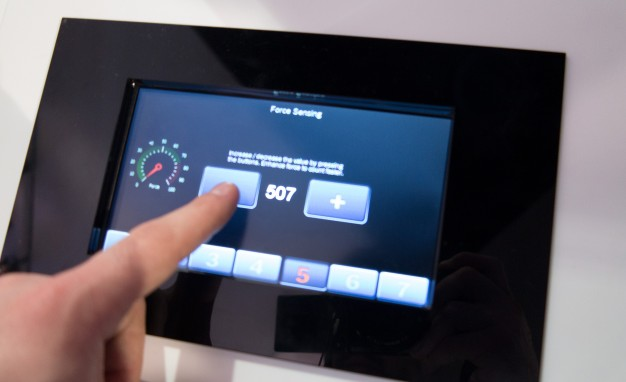 Force Sensing
Increase / decrease the value by pressing
the buttons. Enhance force to count faster.
Force
507
+
3
4
5
6
7